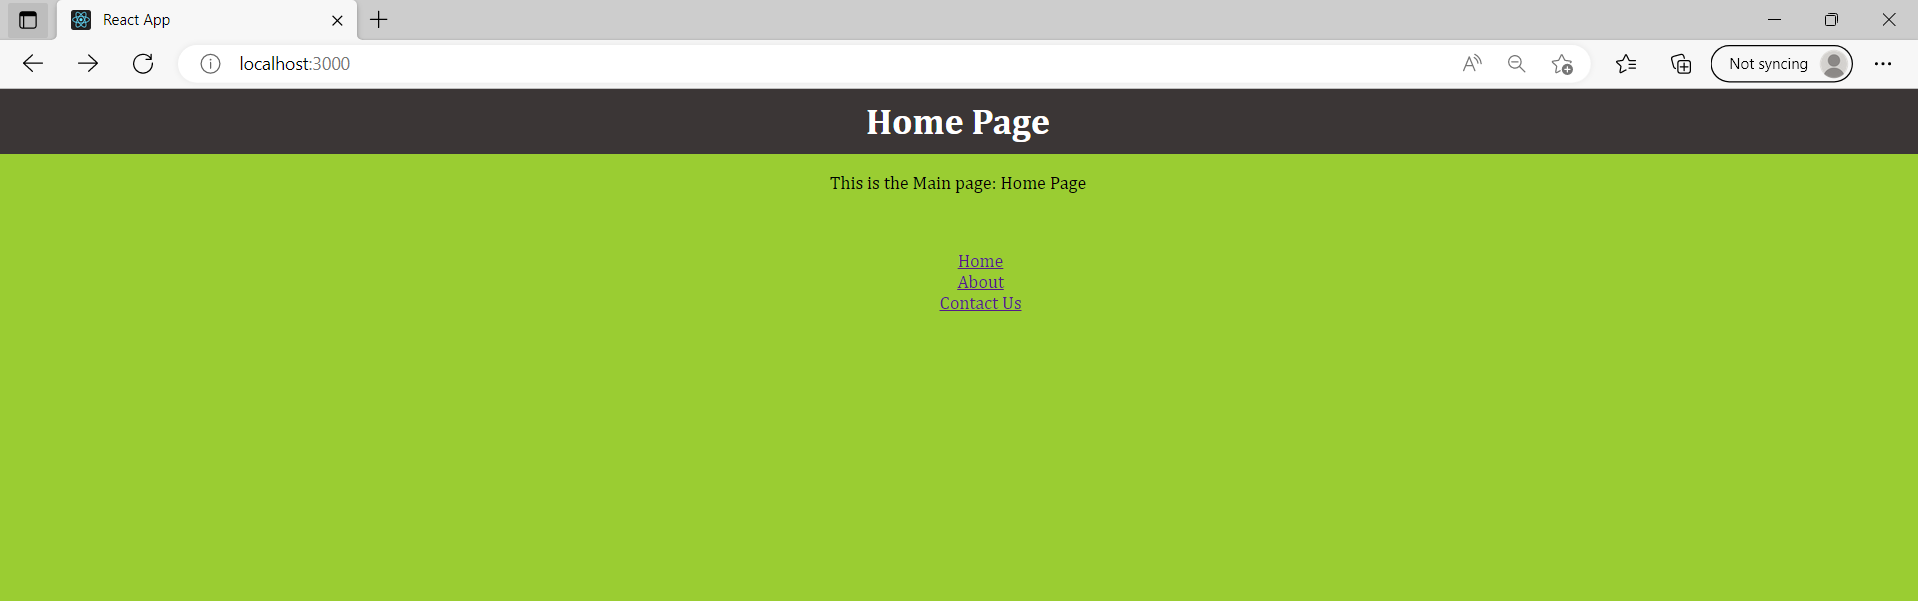 React App
localhost:3000
Not syncing
Home Page
This is the Main page: Home Page
Home
About
Contact Us